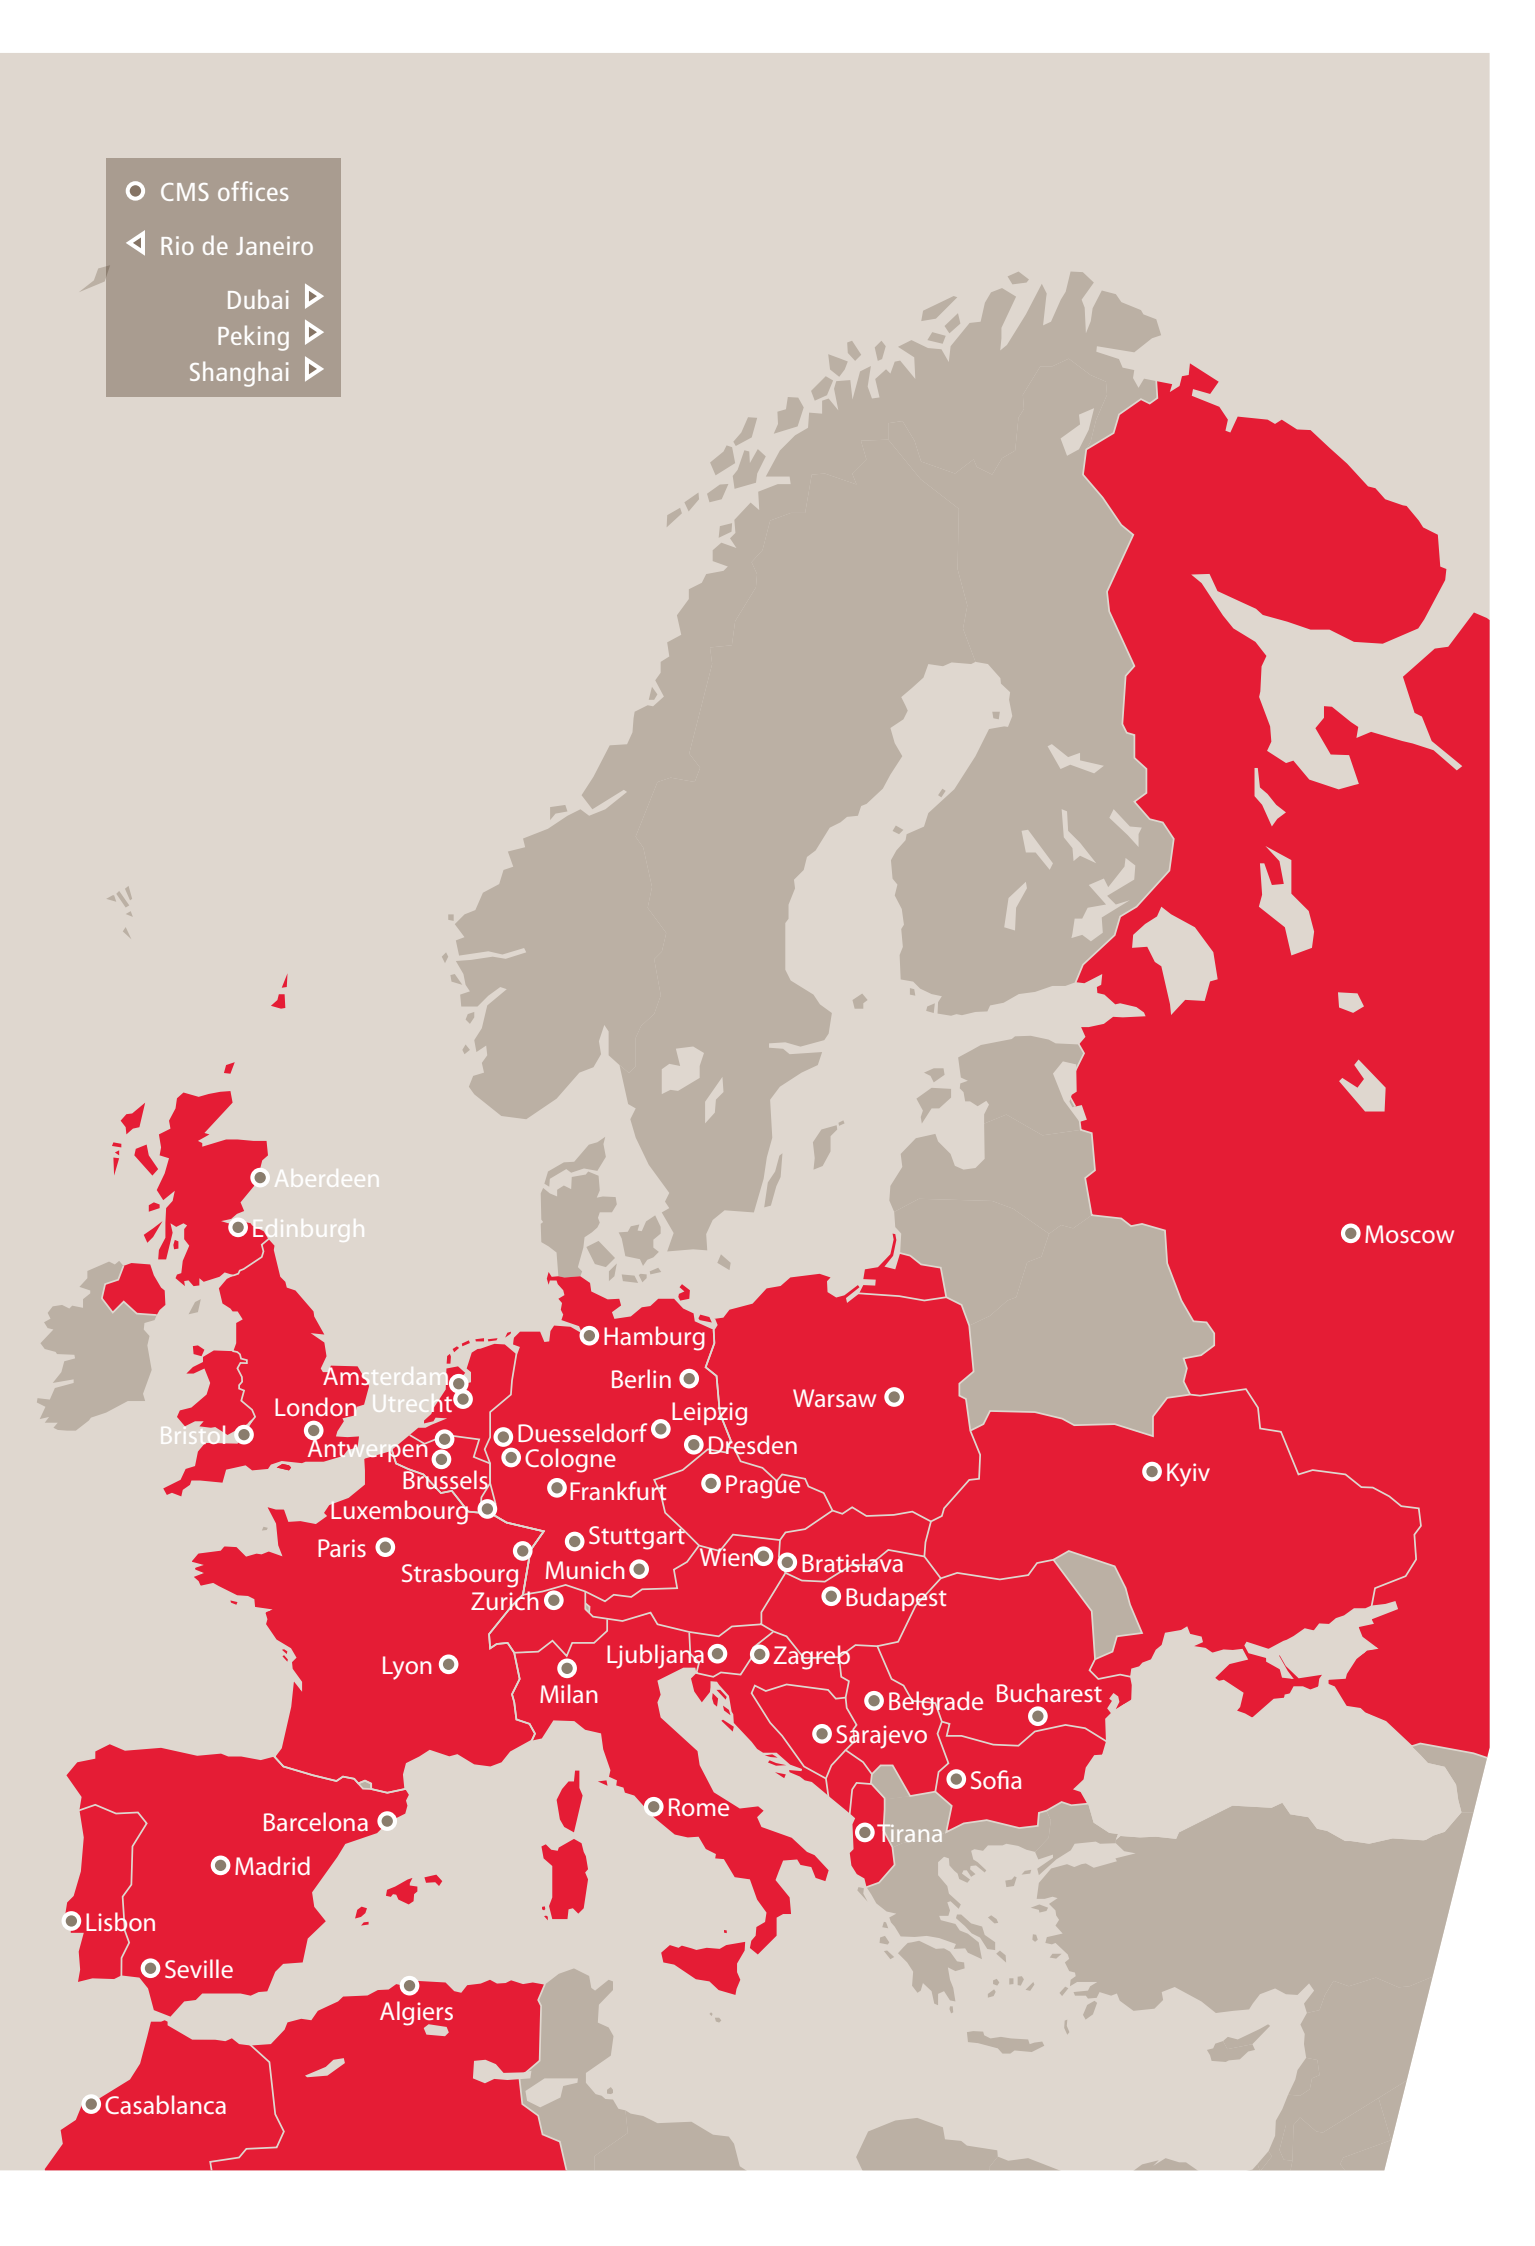 CMS offices
Rio de Janeiro
Dubai
Peking
Shanghai
Aberdeen
Edinburgh
Moscow
Hamburg
Amsterdam
Berlin
Utrecht
Warsaw
London
Leipzig
Bristol
Duesseldorf
Antwerpen
Dresden
Cologne
Kyiv
Brussels
Frankfurt
Prague
Luxembourg
Stuttgart
Paris
Wien
Bratislava
Strasbourg
Munich
Zurich
Budapest
Ljubljana
Zagreb
Lyon
Milan
Belgrade
Bucharest
Sarajevo
Sofia
Rome
Barcelona
Tirana
Madrid
Lisbon
Seville
Algiers
Casablanca